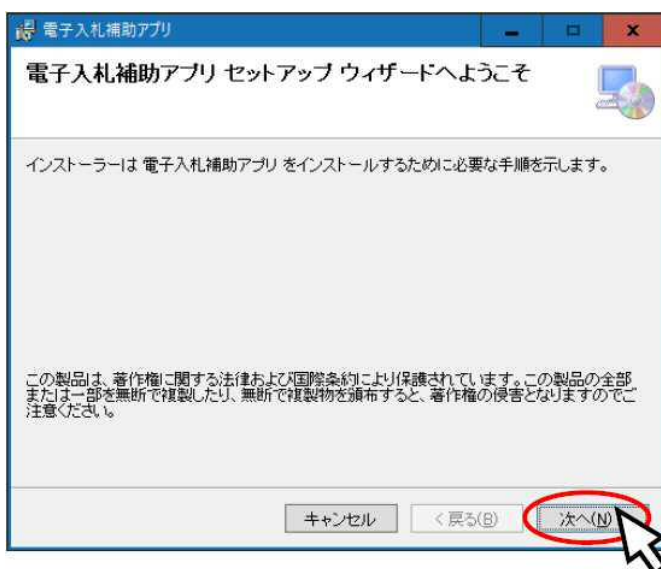 電子入札補助アプリ
電子入札補助アプリ セットアップ ウィザードへようこそ
インストーラーは 電子入札補助アプリ をインストールするために必要な手順を示します。
この製品は、著作権に関する法律および国際条約により保護されています。この製品の全部
または一部を無断で複製したり、無断で複製物を頒布すると、著作権の侵害となりますのでご
注意ください。
キャンセル < 戻る(B) 次へ(N)